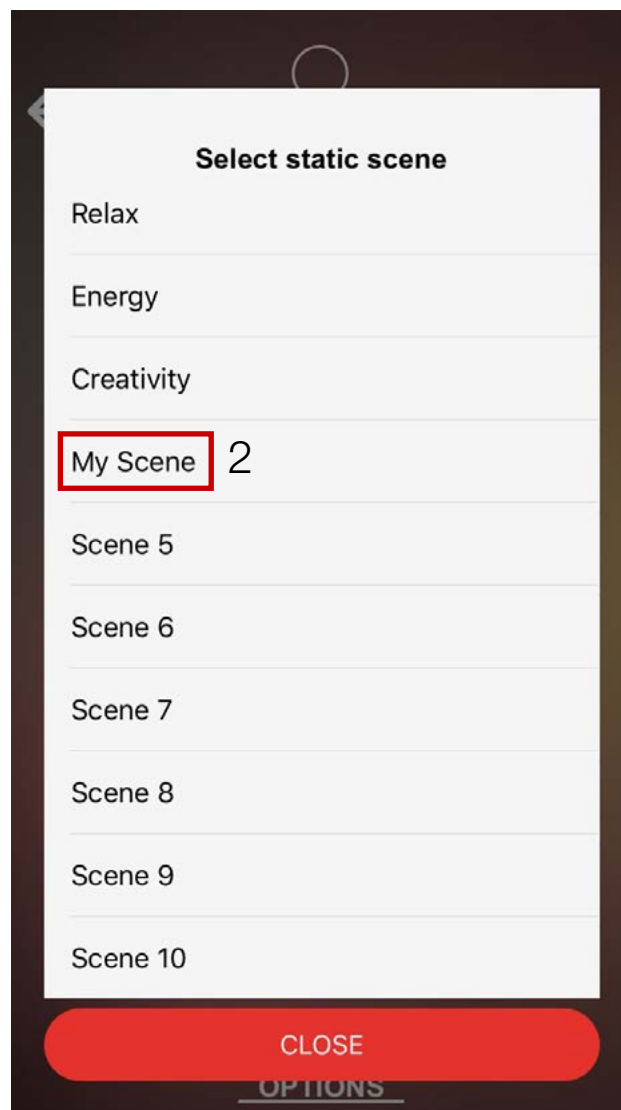 Select static scene
Relax
Energy
Creativity
My Scene 2
Scene 5
Scene 6
Scene 7
Scene 8
Scene 9
Scene 10
CLOSE
OPTIONS